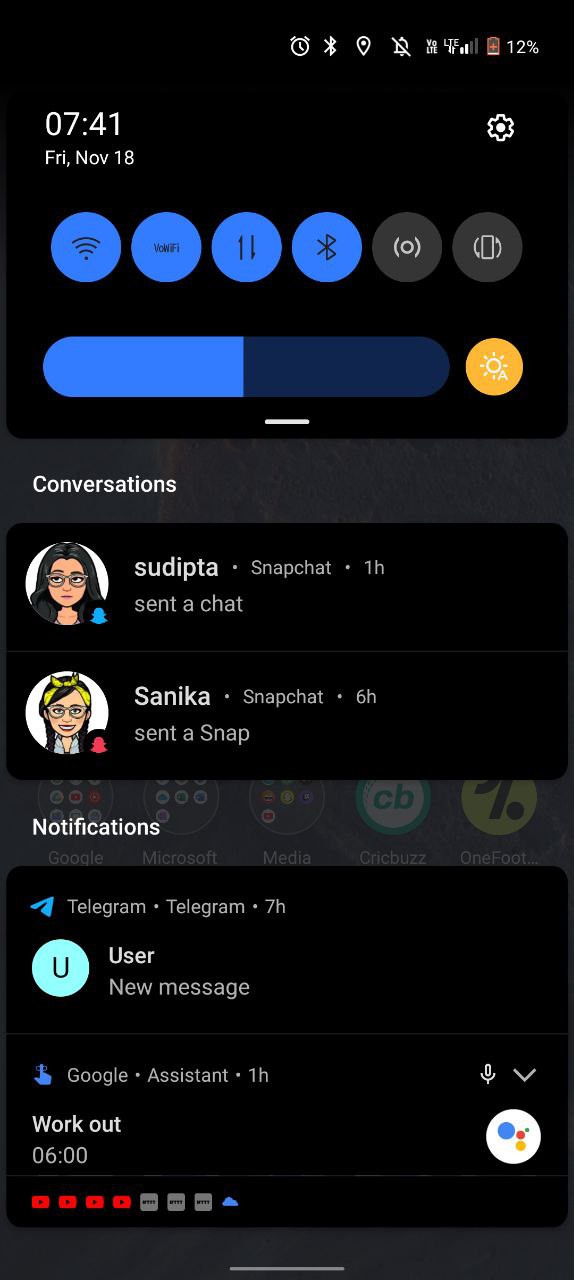 Vo LTE LTE 12%
07:41
Fri, Nov 18
VoWiFi
A
Conversations
sudipta • Snapchat • 1h
sent a chat
Sanika • Snapchat • 6h
sent a Snap
cb
Notifications
Google Microsoft Media Cricbuzz OneFoot...
Telegram • Telegram • 7h
U
User
New message
Google • Assistant • 1h
Work out
06:00